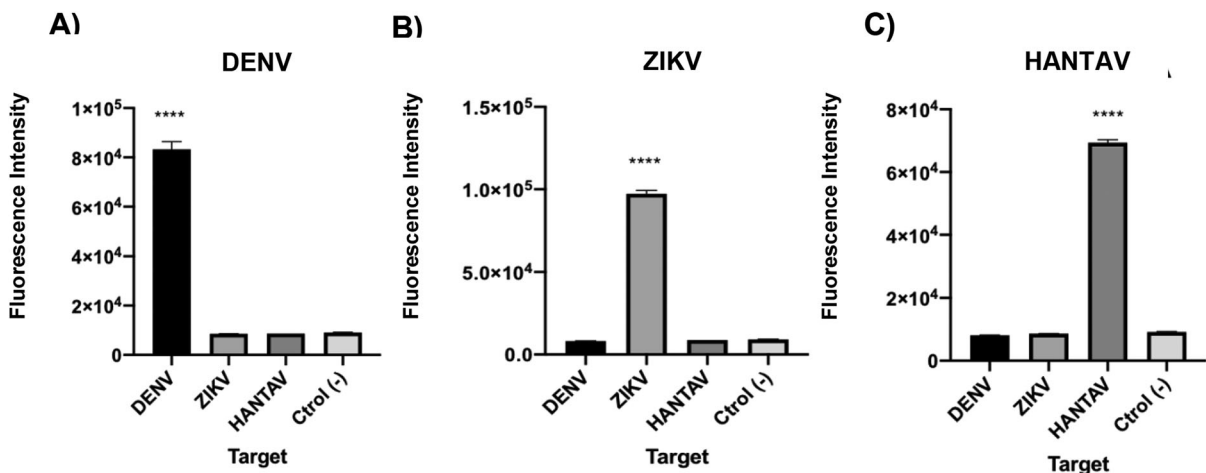 A)
DENV
Fluorescence Intensity
1×10⁵
8×10⁴
6×10⁴
4×10⁴
2×10⁴
0
****
DENV
ZIKV
HANTAV
Ctrol (-)
Target
B)
ZIKV
Fluorescence Intensity
1.5×10⁵
1.0×10⁵
5.0×10⁴
0.0
****
DENV
ZIKV
HANTAV
Ctrol (-)
Target
C)
HANTAV
Fluorescence Intensity
8×10⁴
6×10⁴
4×10⁴
2×10⁴
0
****
DENV
ZIKV
HANTAV
Ctrol (-)
Target